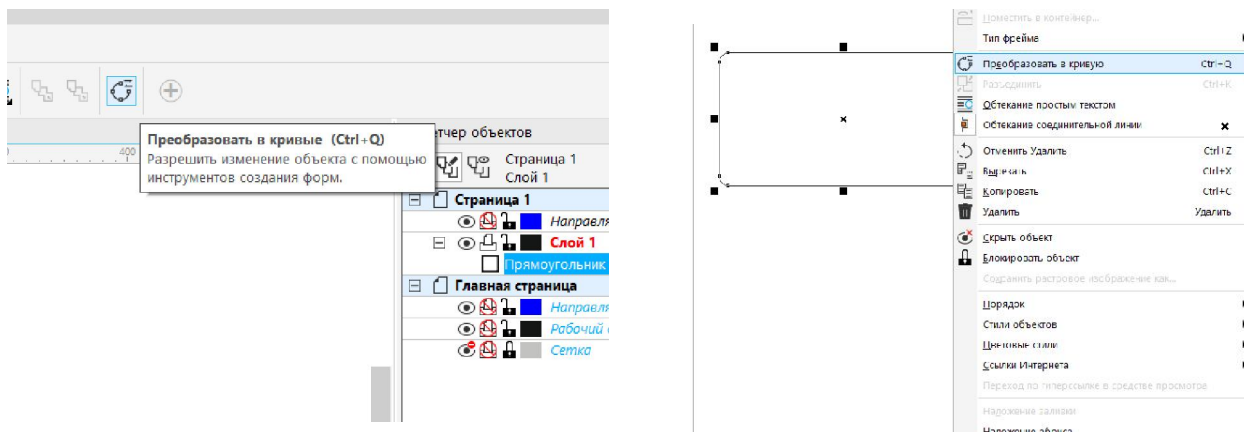 Преобразовать в кривые (Ctrl+Q)
Разрешить изменение объекта с помощью
инструментов создания форм.
400
тчер объектов
Страница 1
Слой 1
Страница 1
Направля
Слой 1
Прямоугольник
Главная страница
Направля
Рабочий
Сетка
Поместить в контейнер...
Тип фрейма
Преобразовать в кривую Ctrl+Q
Разъединить Ctrl+K
Обтекание простым текстом
Обтекание соединительной линии
Отменить Удалить Ctrl+Z
Вырезать Ctrl+X
Копировать Ctrl+C
Удалить Удалить
Скрыть объект
Блокировать объект
Сохранить растровое изображение как...
Порядок
Стили объектов
Цветовые стили
Ссылки Интернета
Переход по гиперссылке в средстве просмотра
Наложение заливки
Наложение абриса